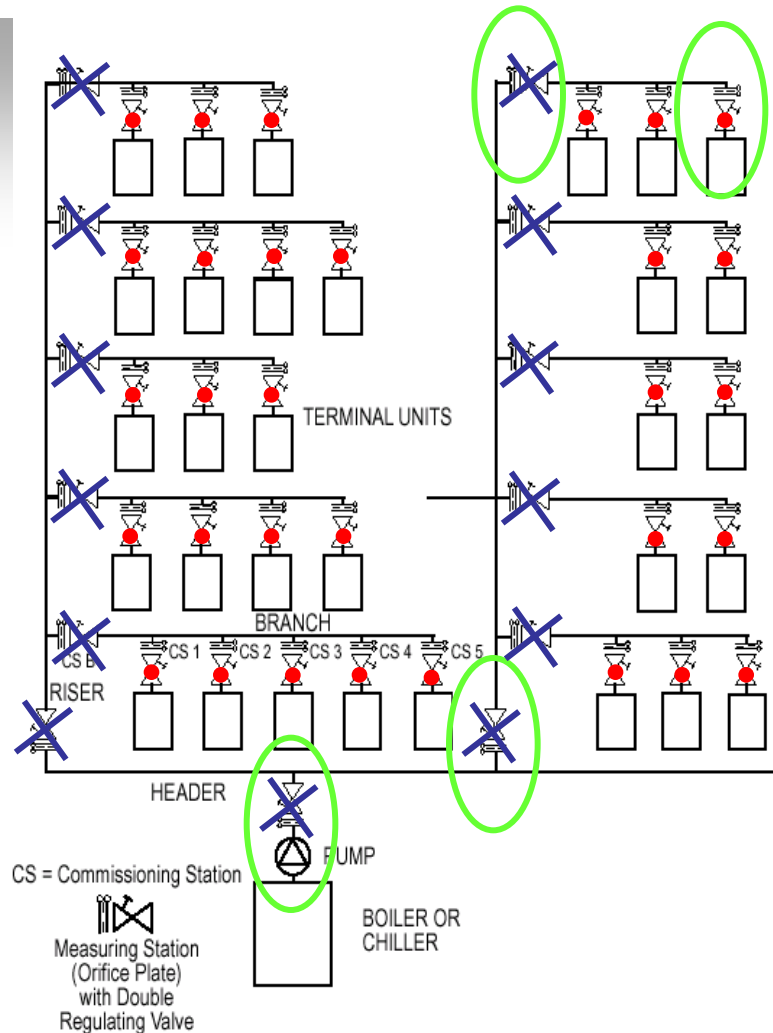 TERMINAL UNITS
BRANCH
CS B
CS 1
CS 2
CS 3
CS 4
CS 5
RISER
HEADER
PUMP
CS = Commissioning Station
BOILER OR
CHILLER
Measuring Station
(Orifice Plate)
with Double
Regulating Valve